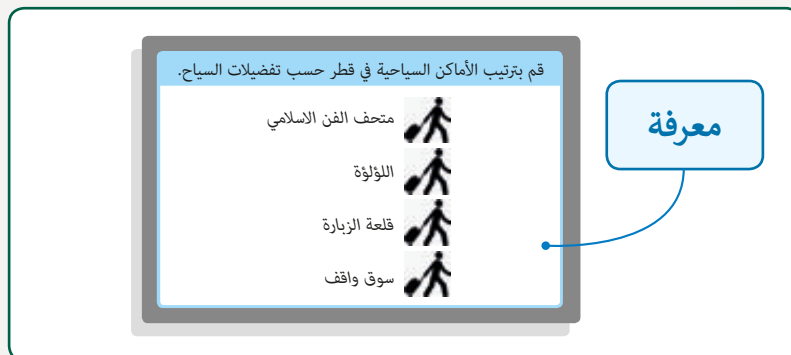 قم بترتيب الأماكن السياحية في قطر حسب تفضيلات السياح.
متحف الفن الاسلامي
اللؤلؤة
قلعة الزبارة
سوق واقف
معرفة